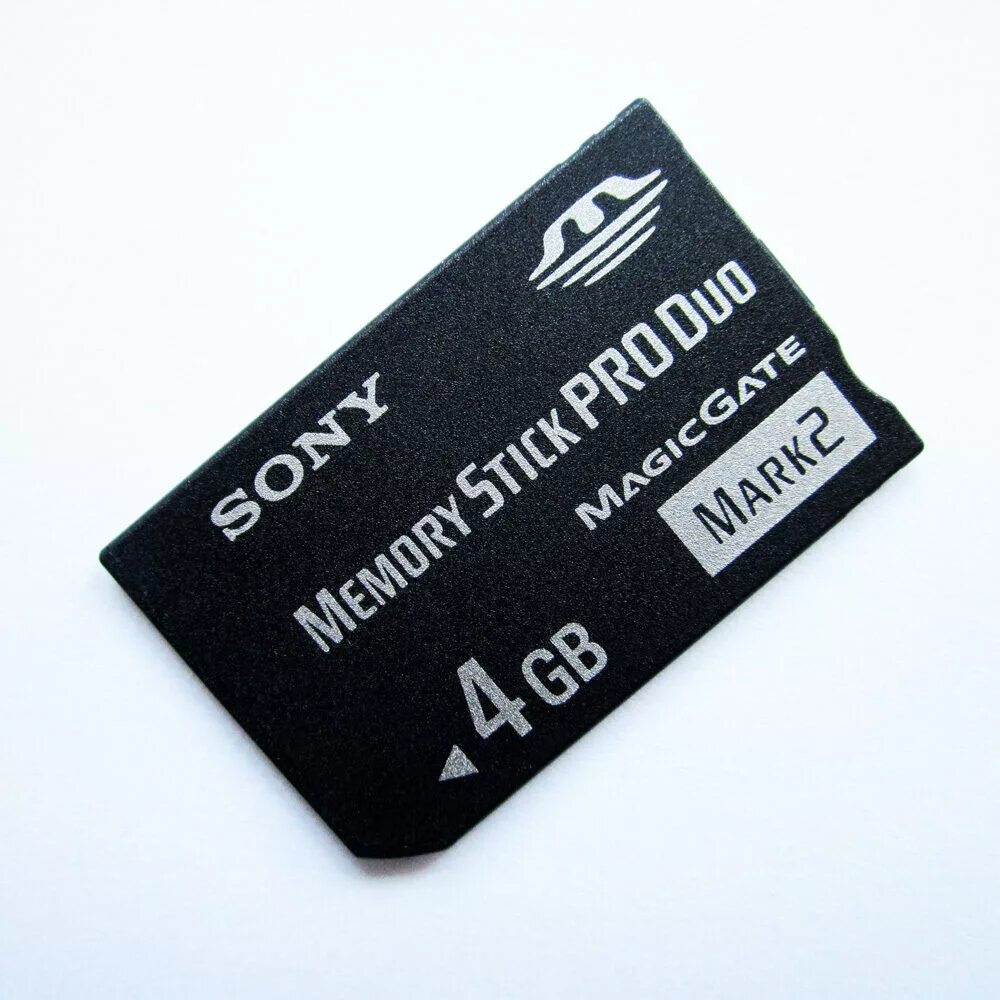 SONY
MEMORY STICK PRO DUO
MAGICGATE
MARK2
4GB